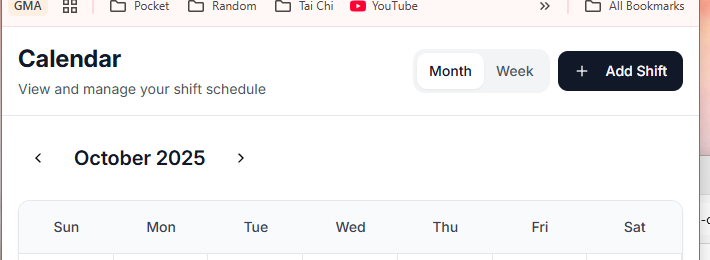 GMA Pocket Random Tai Chi YouTube » All Bookmarks
Calendar
Month Week + Add Shift
View and manage your shift schedule
< October 2025 >
Sun Mon Tue Wed Thu Fri Sat